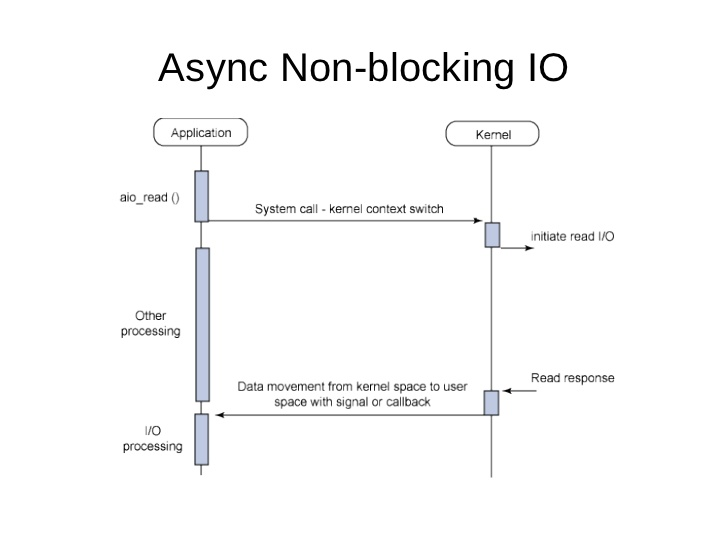 Async Non-blocking IO
Application
Kernel
aio_read ()
System call - kernel context switch
initiate read I/O
Other
processing
Read response
Data movement from kernel space to user
space with signal or callback
I/O
processing